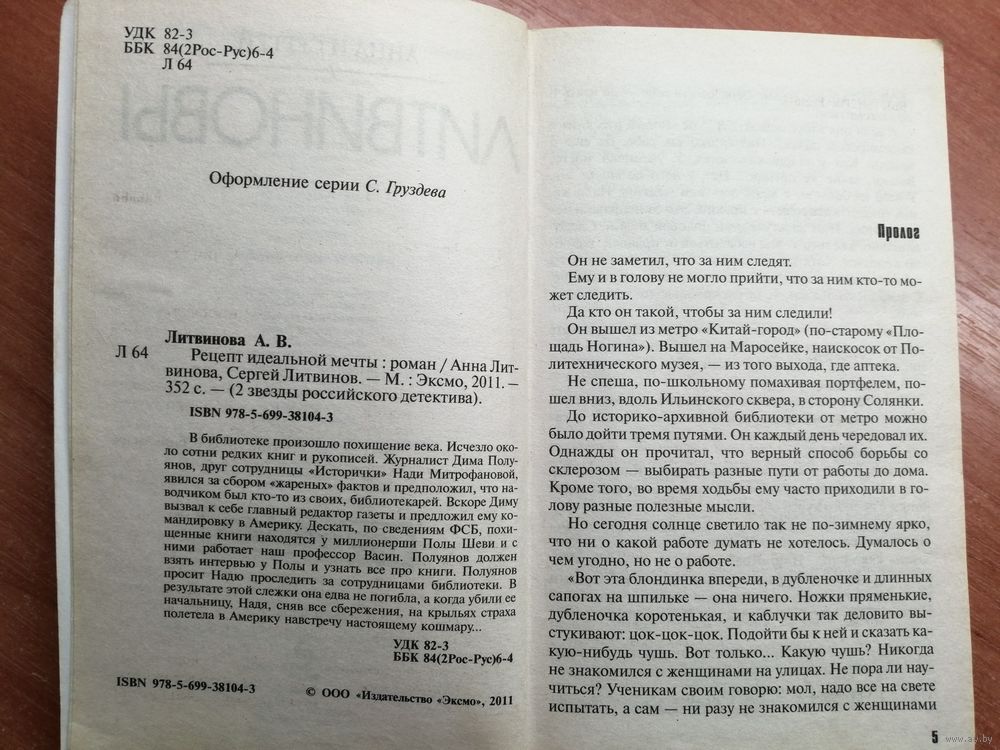 УДК 82-3
ББК 84(2Рос-Рус)6-4
Л 64
ЛИТВИНОВЫ
Оформление серии С. Груздева
Литвинова А. В.
Л 64
Рецепт идеальной мечты : роман / Анна Лит-
винова, Сергей Литвинов. — М. : Эксмо, 2011. —
352 с. — (2 звезды российского детектива).
ISBN 978-5-699-38104-3
В библиотеке произошло похищение века. Исчезло око-
ло сотни редких книг и рукописей. Журналист Дима Полу-
янов, друг сотрудницы «Исторички» Нади Митрофановой,
явился за сбором «жареных» фактов и предположил, что на-
водчиком был кто-то из своих, библиотекарей. Вскоре Диму
вызвал к себе главный редактор газеты и предложил ему ко-
мандировку в Америку. Дескать, по сведениям ФСБ, похи-
щенные книги находятся у миллионерши Полы Шеви и с
ними работает наш профессор Васин. Полуянов должен
взять интервью у Полы и узнать все про книги. Полуянов
просит Надю проследить за сотрудниками библиотеки. В
результате этой слежки она едва не погибла, а когда убили ее
начальницу, Надя, сняв все сбережения, на крыльях страха
полетела в Америку навстречу настоящему кошмару...
УДК 82-3
ББК 84(2Рос-Рус)6-4
ISBN 978-5-699-38104-3
© ООО «Издательство «Эксмо», 2011
Пролог
Он не заметил, что за ним следят.
Ему и в голову не могло прийти, что за ним кто-то мо-
жет следить.
Да кто он такой, чтобы за ним следили!
Он вышел из метро «Китай-город» (по-старому «Пло-
щадь Ногина»). Вышел на Маросейке, наискосок от По-
литехнического музея, — из того выхода, где аптека.
Не спеша, по-школьному помахивая портфелем, по-
шел вниз, вдоль Ильинского сквера, в сторону Солянки.
До историко-архивной библиотеки от метро можно
было дойти тремя путями. Он каждый день чередовал их.
Однажды он прочитал, что верный способ борьбы со
склерозом — выбирать разные пути от работы до дома.
Кроме того, во время ходьбы ему часто приходили в го-
лову разные полезные мысли.
Но сегодня солнце светило так не по-зимнему ярко,
что ни о какой работе думать не хотелось. Думалось о
чем угодно, но не о работе.
«Вот эта блондинка впереди, в дубленочке и длинных
сапогах на шпильке — она ничего. Ножки пряменькие,
дубленочка коротенькая, и каблучки так деловито вы-
стукивают: цок-цок-цок. Подойти бы к ней и сказать ка-
кую-нибудь чушь. Вот только... Какую чушь? Никогда
не знакомился с женщинами на улицах. Не пора ли нау-
читься? Ученикам своим говорю: мол, надо все на свете
испытать, а сам — ни разу не знакомился с женщинами
5
www.ay.by